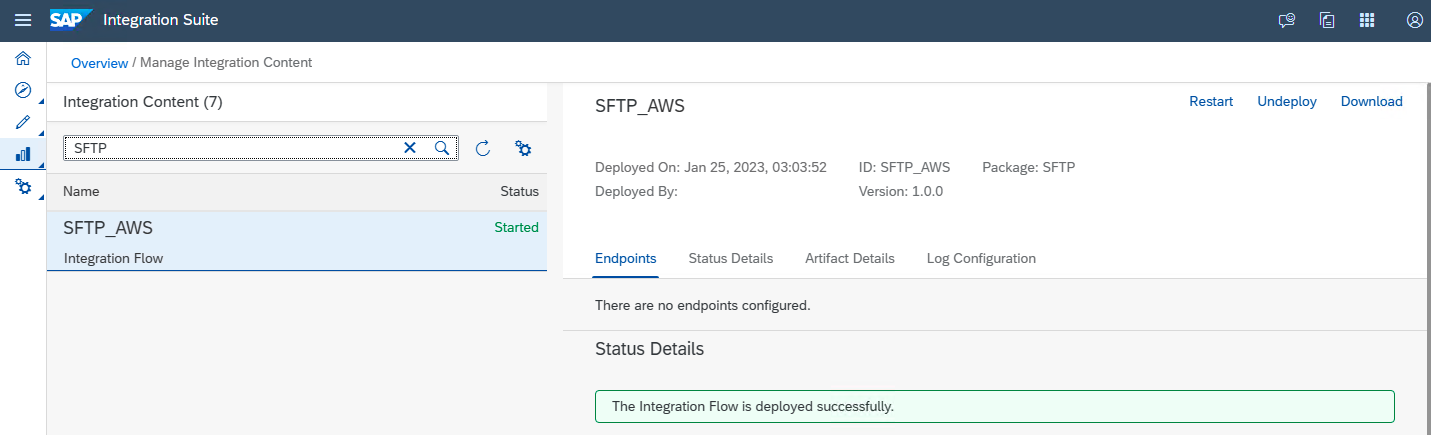 SAP Integration Suite
Overview / Manage Integration Content
Integration Content (7)
SFTP
Name Status
SFTP_AWS Started
Integration Flow
SFTP_AWS
Restart Undeploy Download
Deployed On: Jan 25, 2023, 03:03:52 ID: SFTP_AWS Package: SFTP
Deployed By: Version: 1.0.0
Endpoints Status Details Artifact Details Log Configuration
There are no endpoints configured.
Status Details
The Integration Flow is deployed successfully.